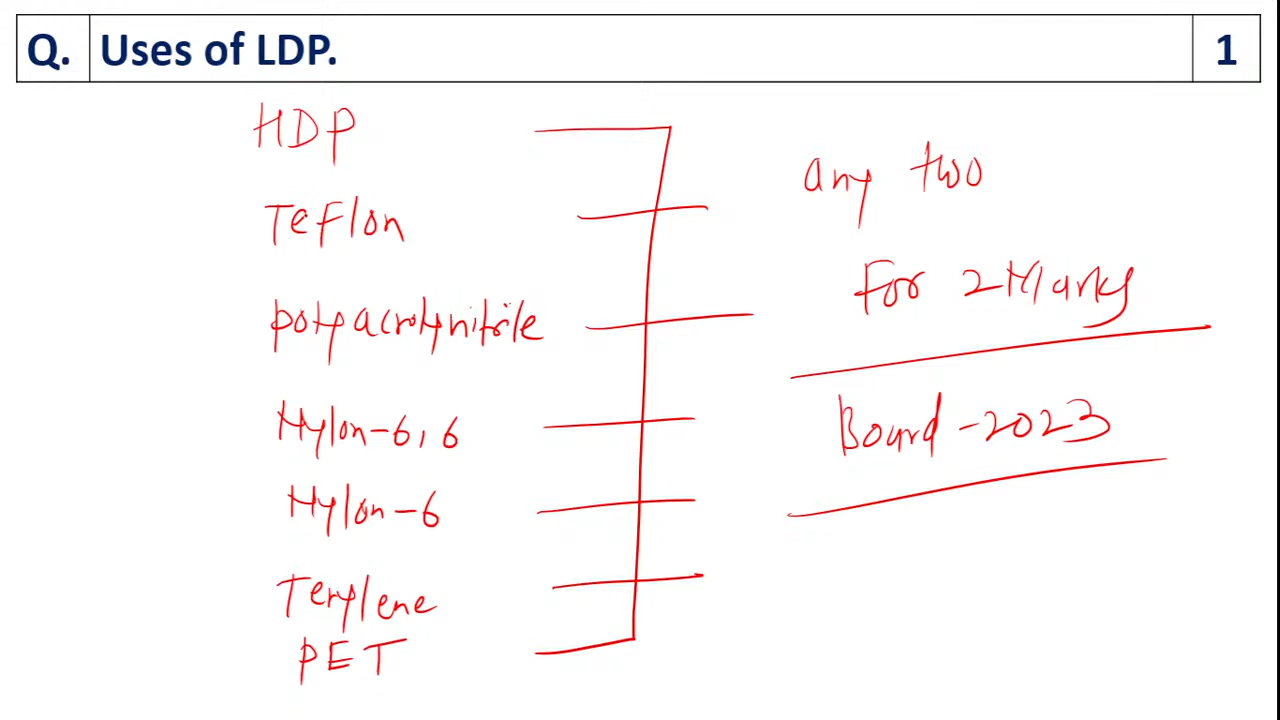 Q. Uses of LDP. 1
HDP
Teflon
any two
For 2 Marks
polyacrolynitrile
Board - 2023
Nylon-6,6
Nylon-6
Terylene
PET